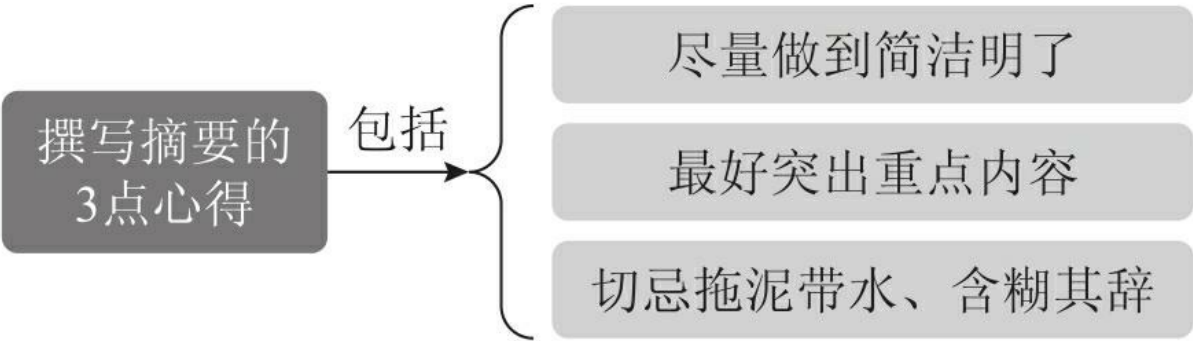 撰写摘要的
3点心得
包括
尽量做到简洁明了
最好突出重点内容
切忌拖泥带水、含糊其辞